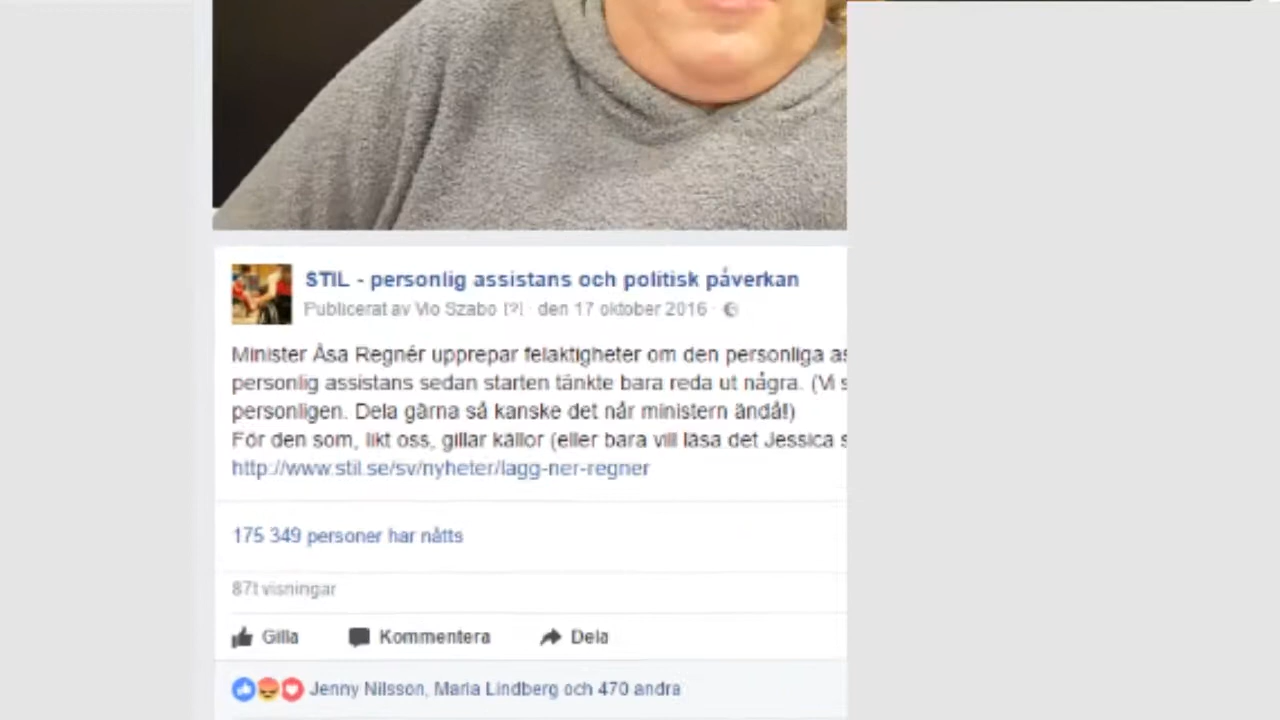 STIL - personlig assistans och politisk påverkan
Publicerat av Vio Szabo [?] · den 17 oktober 2016 ·
Minister Åsa Regnér upprepar felaktigheter om den personliga as
personlig assistans sedan starten tänkte bara reda ut några. (Vi s
personligen. Dela gärna så kanske det når ministern ändå!)
För den som, likt oss, gillar källor (eller bara vill läsa det Jessica s
http://www.stil.se/sv/nyheter/lagg-ner-regner
175 349 personer har nåtts
87t visningar
Gilla Kommentera Dela
Jenny Nilsson, Maria Lindberg och 470 andra